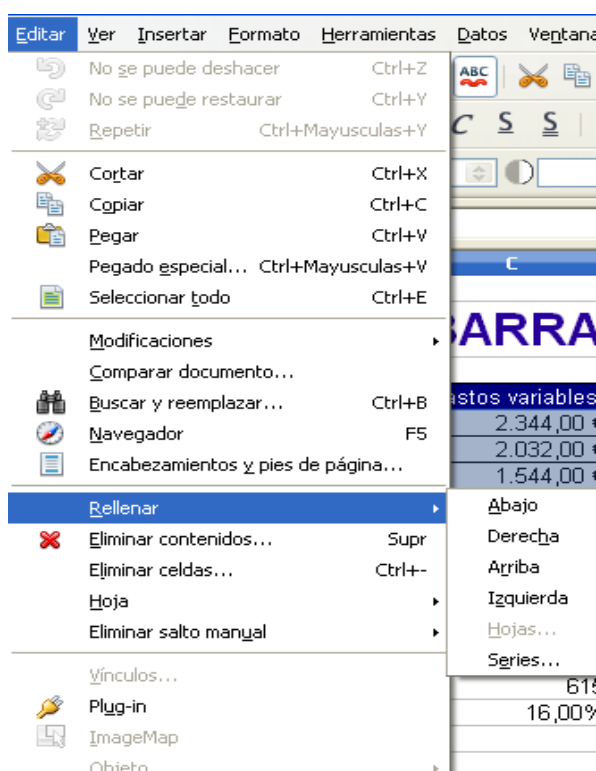 Editar Ver Insertar Formato Herramientas Datos Ventana
No se puede deshacer Ctrl+Z
ABC
No se puede restaurar Ctrl+Y
Repetir Ctrl+Mayusculas+Y
C S S
Cortar Ctrl+X
Copiar Ctrl+C
Pegar Ctrl+V
Pegado especial... Ctrl+Mayusculas+V
C
Seleccionar todo Ctrl+E
BARRA
Modificaciones
Comparar documento...
Buscar y reemplazar... Ctrl+B
astos variables
2.344,00 €
Navegador F5
2.032,00 €
Encabezamientos y pies de página...
1.544,00 €
Rellenar
Abajo
Eliminar contenidos... Supr
Derecha
Eliminar celdas... Ctrl+-
Arriba
Hoja
Izquierda
Eliminar salto manual
Hojas...
Series...
Vínculos...
615
Plug-in
16,00%
ImageMap
Objeto